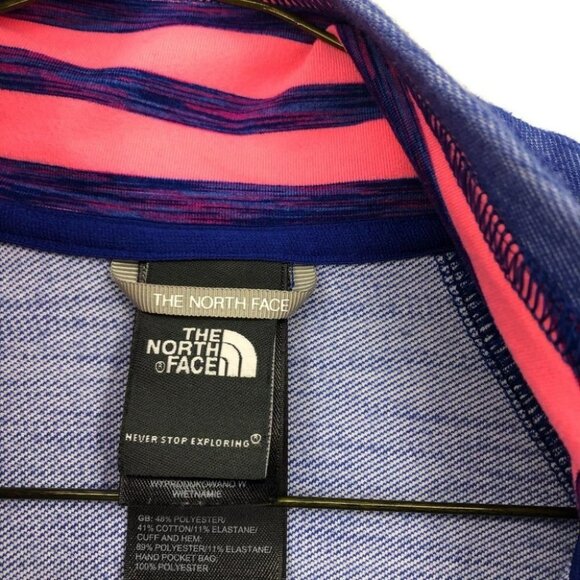 THE NORTH FACE
THE
NORTH
FACE
NEVER STOP EXPLORING®
WYPRODUKOWANO W
WIETNAMIE
GB: 48% POLYESTER/
41% COTTON/11% ELASTANE/
CUFF AND HEM:
89% POLYESTER/11% ELASTANE/
HAND POCKET BAG:
100% POLYESTER